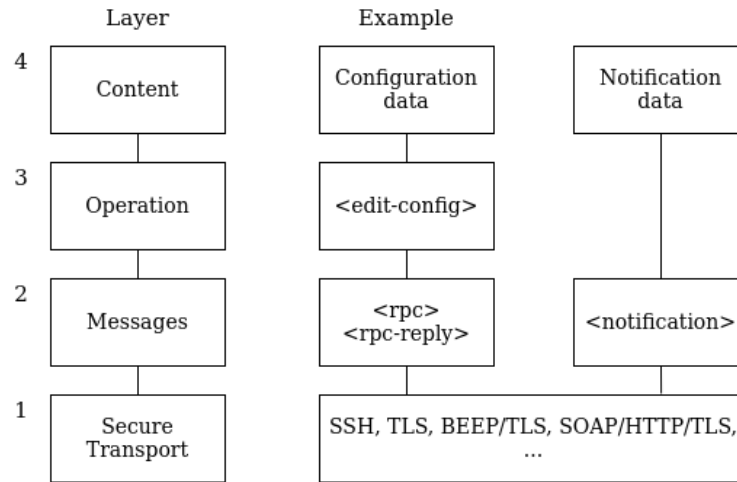 Layer Example
4
Content
Configuration
data
Notification
data
3
Operation
<edit-config>
2
Messages
<rpc>
<rpc-reply>
<notification>
1
Secure
Transport
SSH, TLS, BEEP/TLS, SOAP/HTTP/TLS,
...